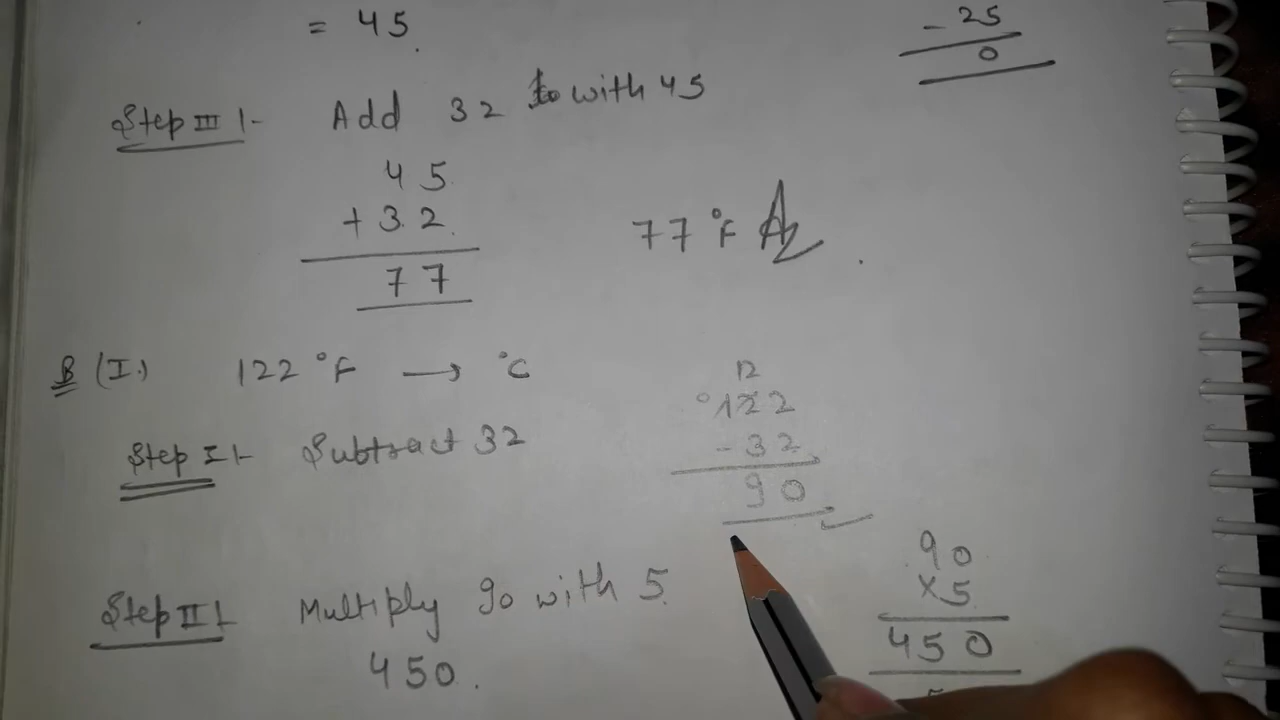 = 45.
- 25
0
Step III :- Add 32 to with 45
45
+ 32
77
77 °F
B (I.) 122 °F → °C
12
0 122
- 32
90
Step I :- Subtract 32
90
x5
450
Step II :- Multiply 90 with 5.
450.